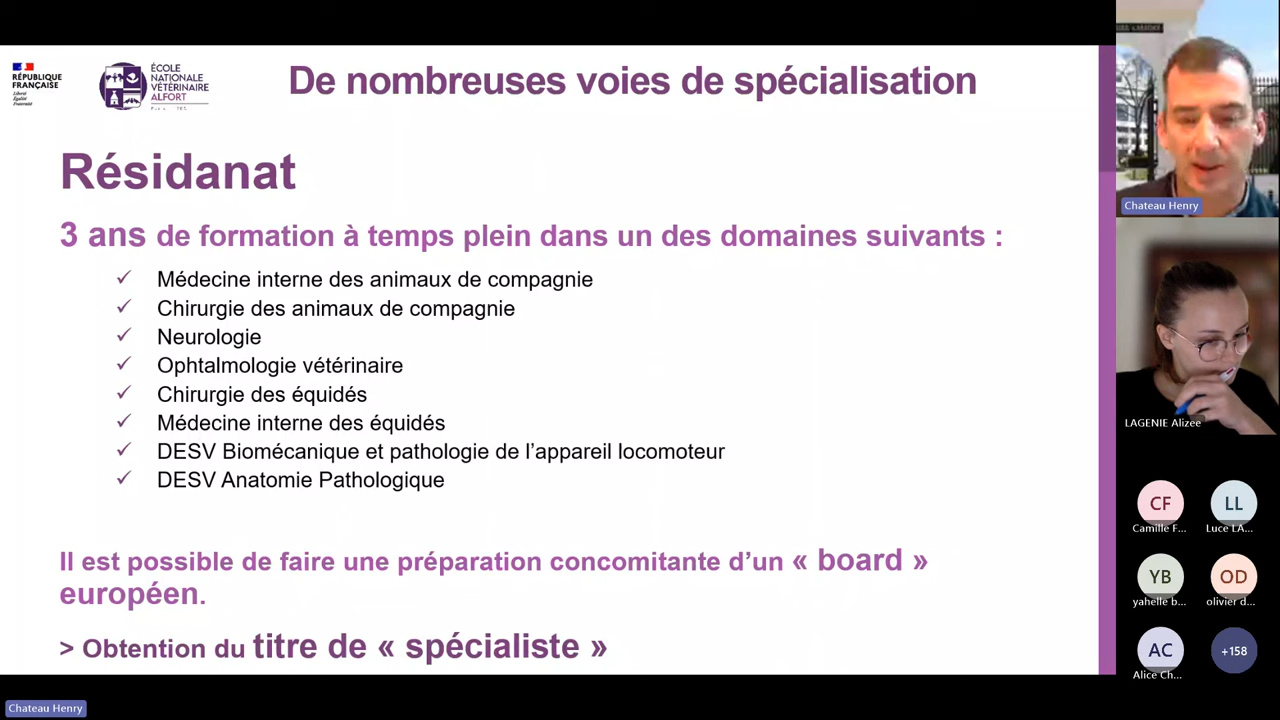 RÉPUBLIQUE
FRANÇAISE
Liberté
Égalité
Fraternité
ÉCOLE
NATIONALE
VÉTÉRINAIRE
ALFORT
De nombreuses voies de spécialisation
Résidanat
3 ans de formation à temps plein dans un des domaines suivants :
✓ Médecine interne des animaux de compagnie
✓ Chirurgie des animaux de compagnie
✓ Neurologie
✓ Ophtalmologie vétérinaire
✓ Chirurgie des équidés
✓ Médecine interne des équidés
✓ DESV Biomécanique et pathologie de l’appareil locomoteur
✓ DESV Anatomie Pathologique
Il est possible de faire une préparation concomitante d’un « board »
européen.
> Obtention du titre de « spécialiste »
Chateau Henry
LAGENIE Alizee
CF
LL
Camille F...
Luce LA...
YB
OD
yahelle b...
olivier d...
AC
+158
Alice Ch...
Chateau Henry